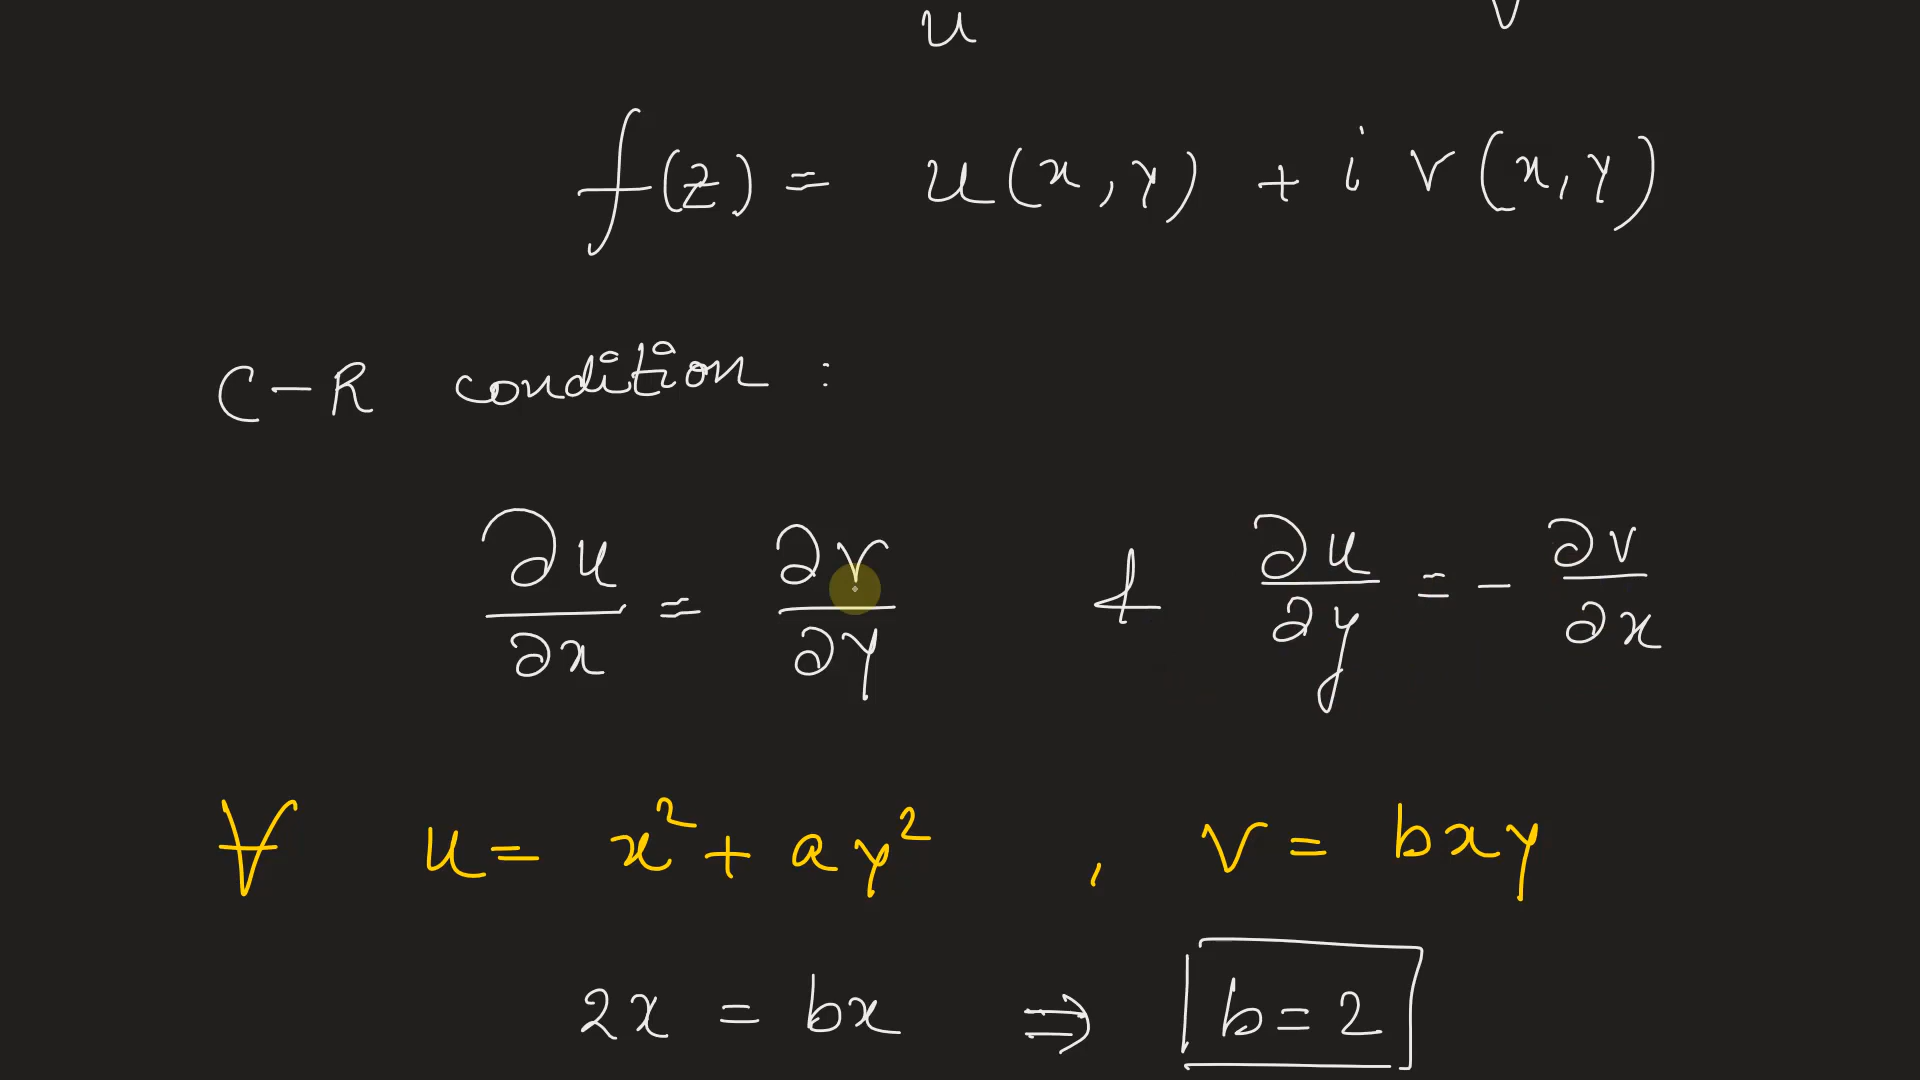 u v
f(z) = u(x,y) + i v(x,y)
C-R condition :
∂u/∂x = ∂v/∂y & ∂u/∂y = - ∂v/∂x
∀ u = x² + ay² , v = bxy
2x = bx ⇒ b = 2